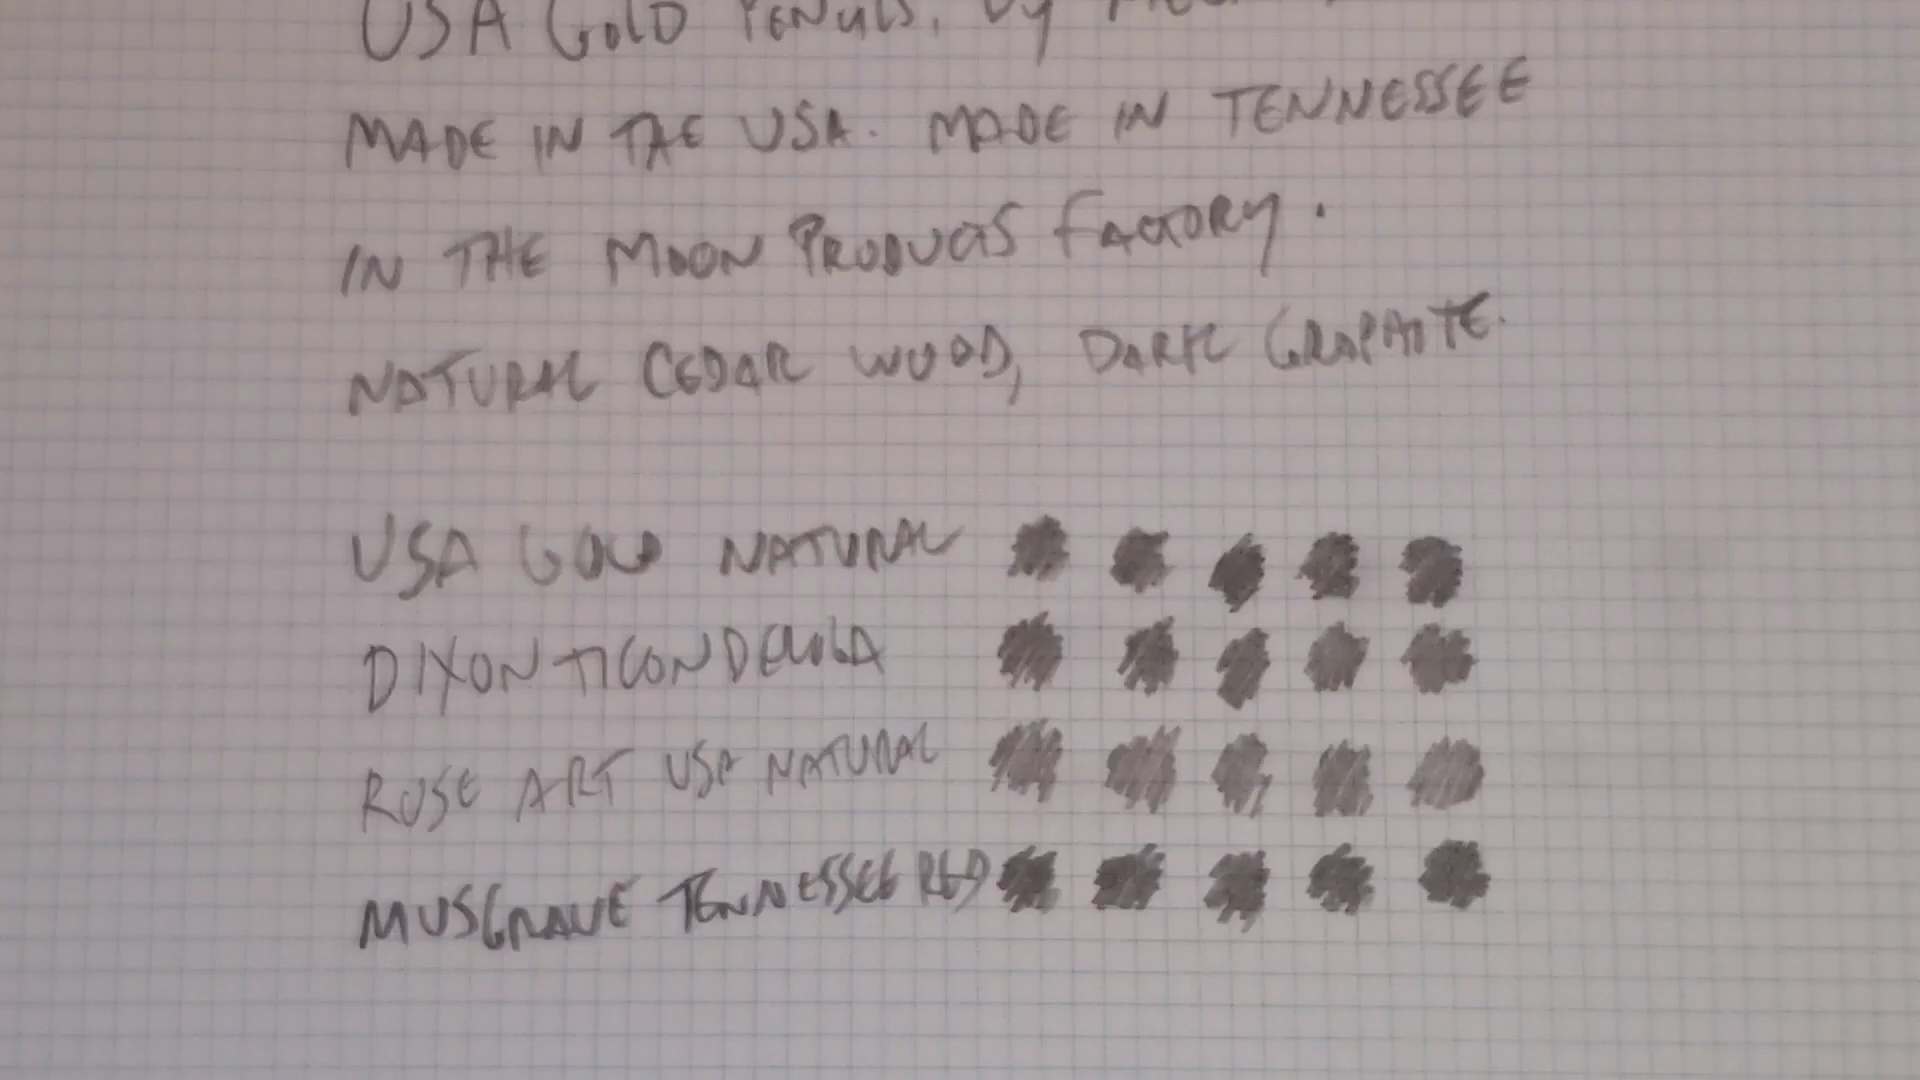 USA GOLD PENCILS, by
MADE IN THE USA. MADE IN TENNESSEE
IN THE MOON PRODUCTS FACTORY.
NATURAL CEDAR WOOD, DARK GRAPHITE.
USA GOLD NATURAL
DIXON TICONDEROGA
ROSE ART USA NATURAL
MUSGRAVE TENNESSEE RED